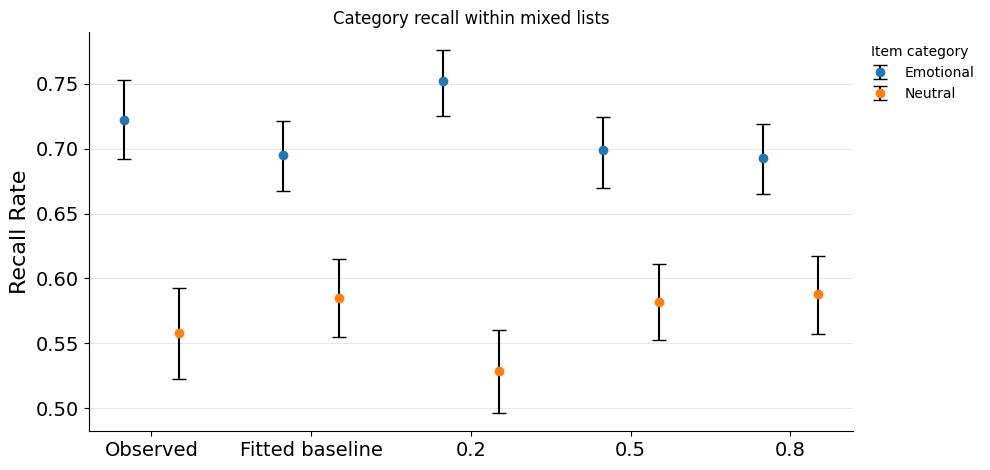 Category recall within mixed lists
Recall Rate
0.75
0.70
0.65
0.60
0.55
0.50
Observed
Fitted baseline
0.2
0.5
0.8
Item category
Emotional
Neutral